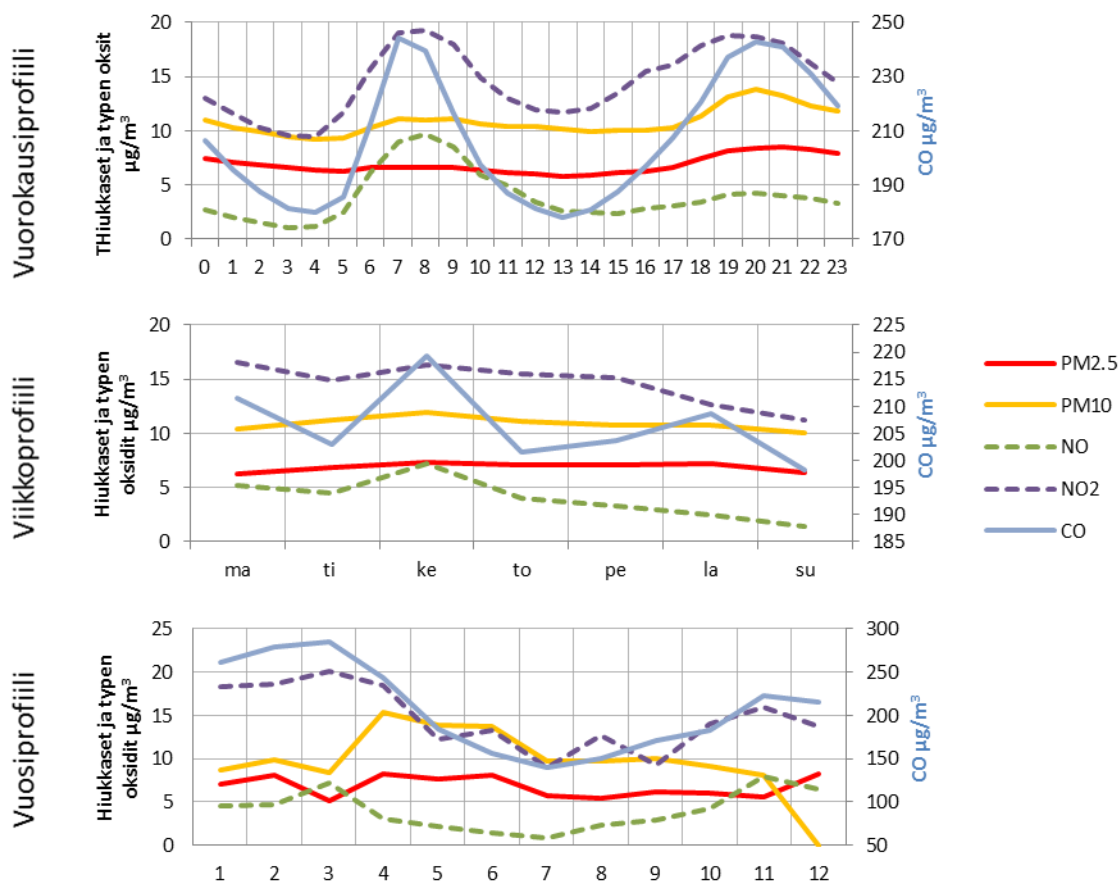 Vuorokausiprofiili
THiukkaset ja typen oksit
µg/m³
20
15
10
5
0
250
230
210
190
170
CO µg/m³
0 1 2 3 4 5 6 7 8 9 10 11 12 13 14 15 16 17 18 19 20 21 22 23
Viikkoprofiili
Hiukkaset ja typen
oksidit µg/m³
20
15
10
5
0
225
220
215
210
205
200
195
190
185
CO µg/m³
ma ti ke to pe la su
PM2.5
PM10
NO
NO2
CO
Vuosiprofiili
Hiukkaset ja typen
oksidit µg/m³
25
20
15
10
5
0
300
250
200
150
100
50
CO µg/m³
1 2 3 4 5 6 7 8 9 10 11 12